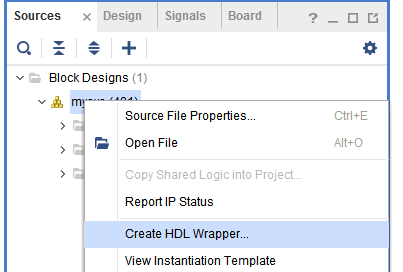 Sources × Design Signals Board ? _
Block Designs (1)
Source File Properties... Ctrl+E
Open File Alt+O
Copy Shared Logic into Project...
Report IP Status
Create HDL Wrapper...
View Instantiation Template